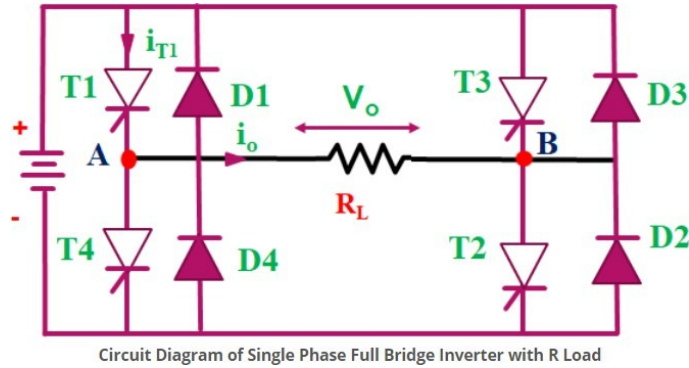 iT1
T1
D1
Vo
T3
D3
+
A
io
B
RL
-
T4
D4
T2
D2
Circuit Diagram of Single Phase Full Bridge Inverter with R Load